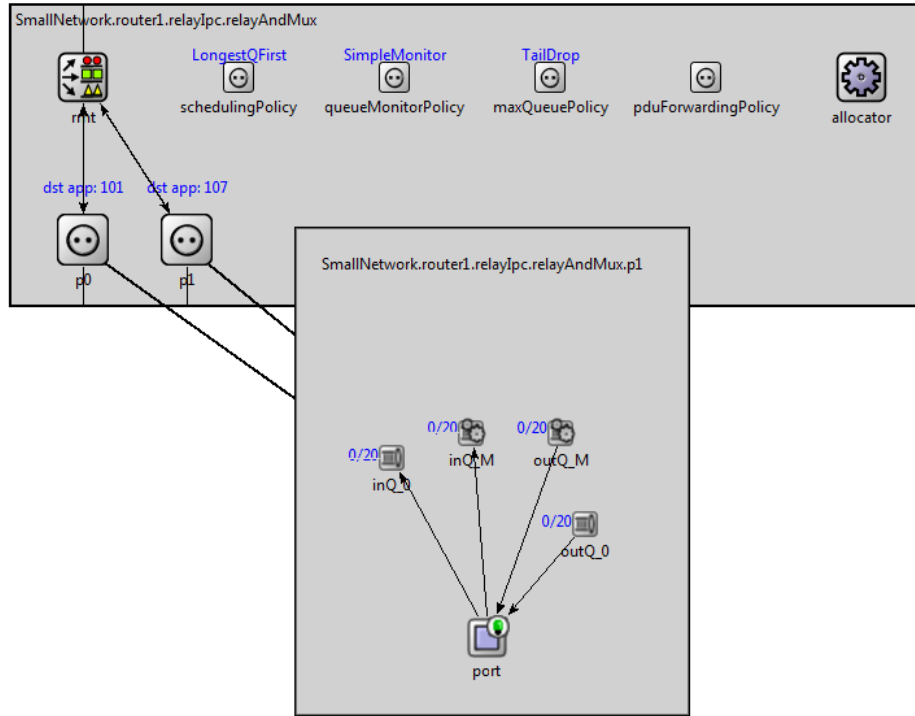 SmallNetwork.router1.relayIpc.relayAndMux
LongestQFirst
SimpleMonitor
TailDrop
rmt
schedulingPolicy
queueMonitorPolicy
maxQueuePolicy
pduForwardingPolicy
allocator
dst app: 101
dst app: 107
p0
p1
SmallNetwork.router1.relayIpc.relayAndMux.p1
0/20
inQ_0
0/20
inQ_M
0/20
outQ_M
0/20
outQ_0
port